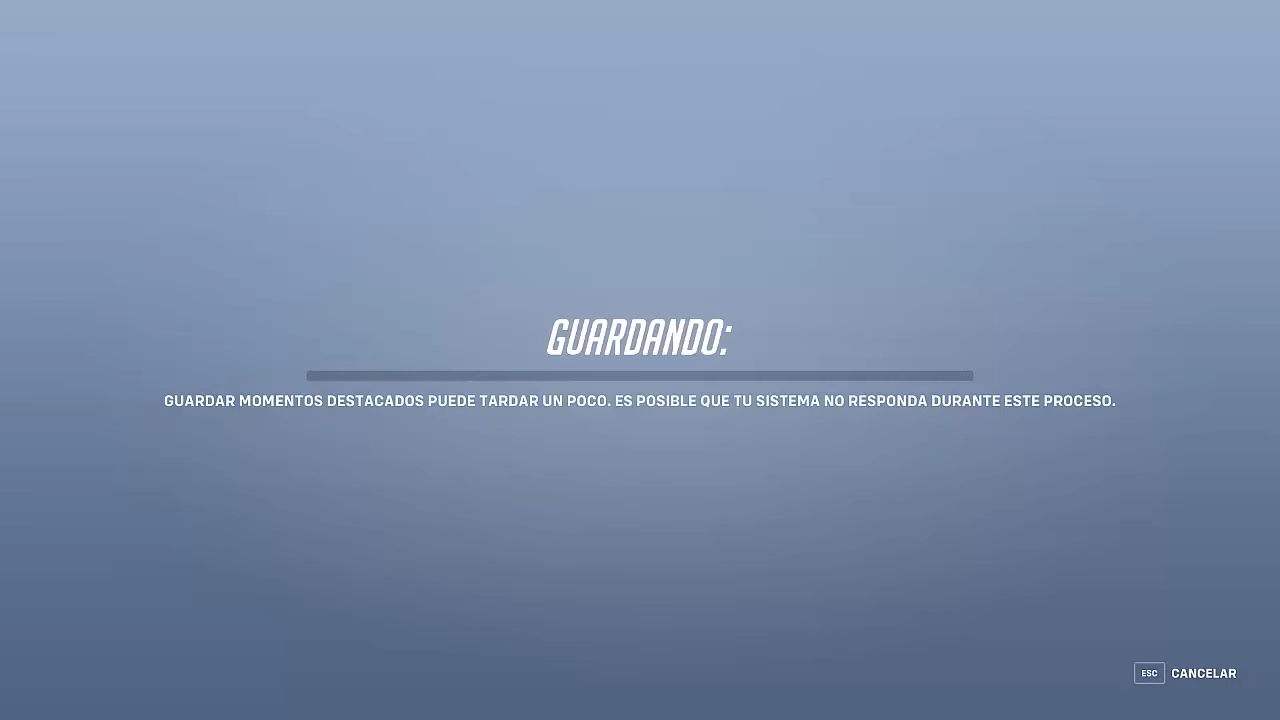 GUARDANDO:
GUARDAR MOMENTOS DESTACADOS PUEDE TARDAR UN POCO. ES POSIBLE QUE TU SISTEMA NO RESPONDA DURANTE ESTE PROCESO.
ESC CANCELAR